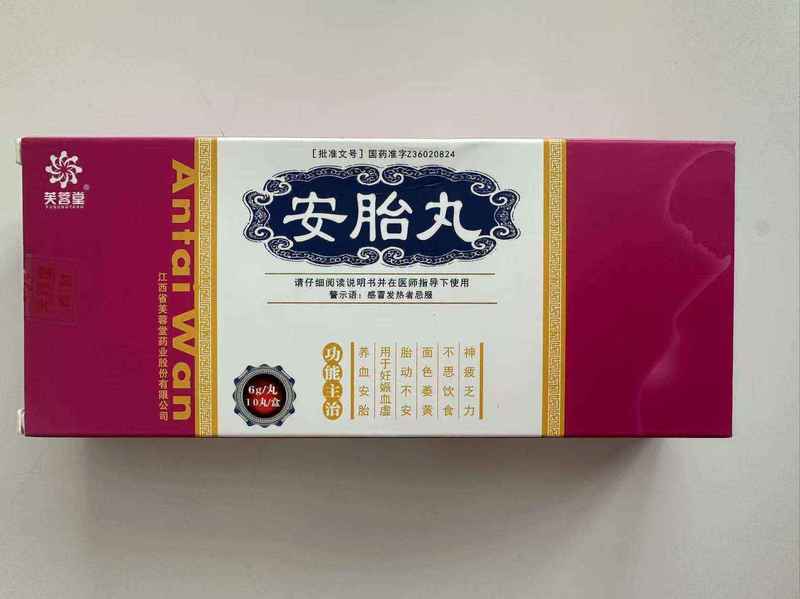 芙蓉堂®
FURONGTANG
Antai Wan
江西省芙蓉堂药业股份有限公司
[批准文号] 国药准字Z36020824
安胎丸
请仔细阅读说明书并在医师指导下使用
警示语：感冒发热者忌服
6g/丸
10丸/盒
功能主治
养血安胎
用于妊娠血虚
胎动不安
面色萎黄
不思饮食
神疲乏力